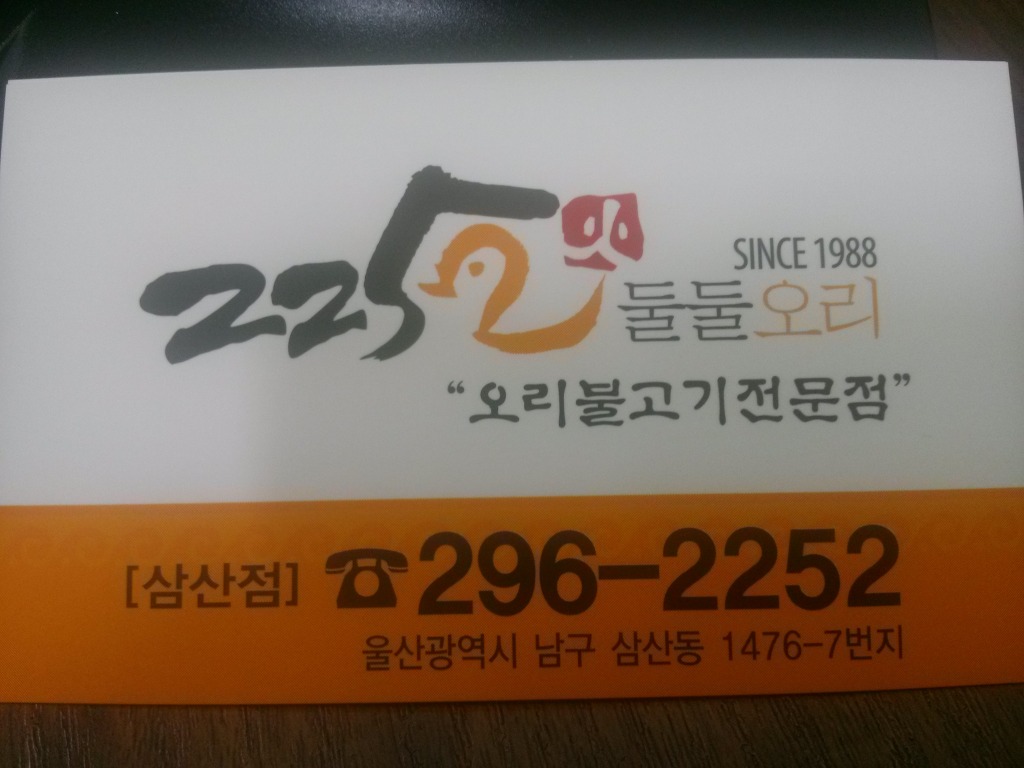 2252
SINCE 1988
둘둘오리
“오리불고기전문점”
[삼산점] ☎296-2252
울산광역시 남구 삼산동 1476-7번지